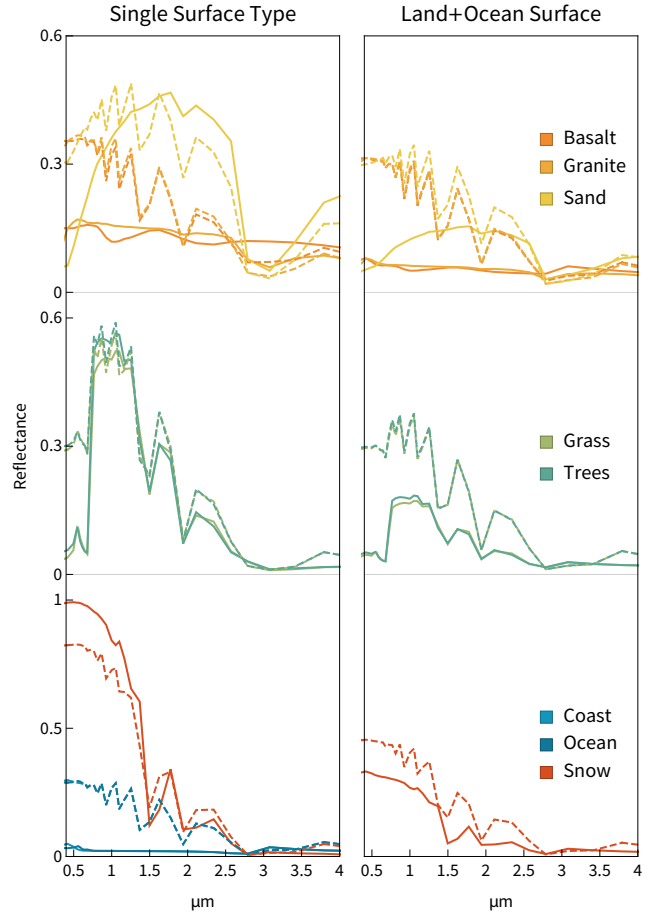 Single Surface Type
Land+Ocean Surface
0.6
0.3
0
Basalt
Granite
Sand
0.6
0.3
0
Reflectance
Grass
Trees
1
0.5
0
Coast
Ocean
Snow
0.5 1 1.5 2 2.5 3 3.5 4
0.5 1 1.5 2 2.5 3 3.5 4
µm
µm